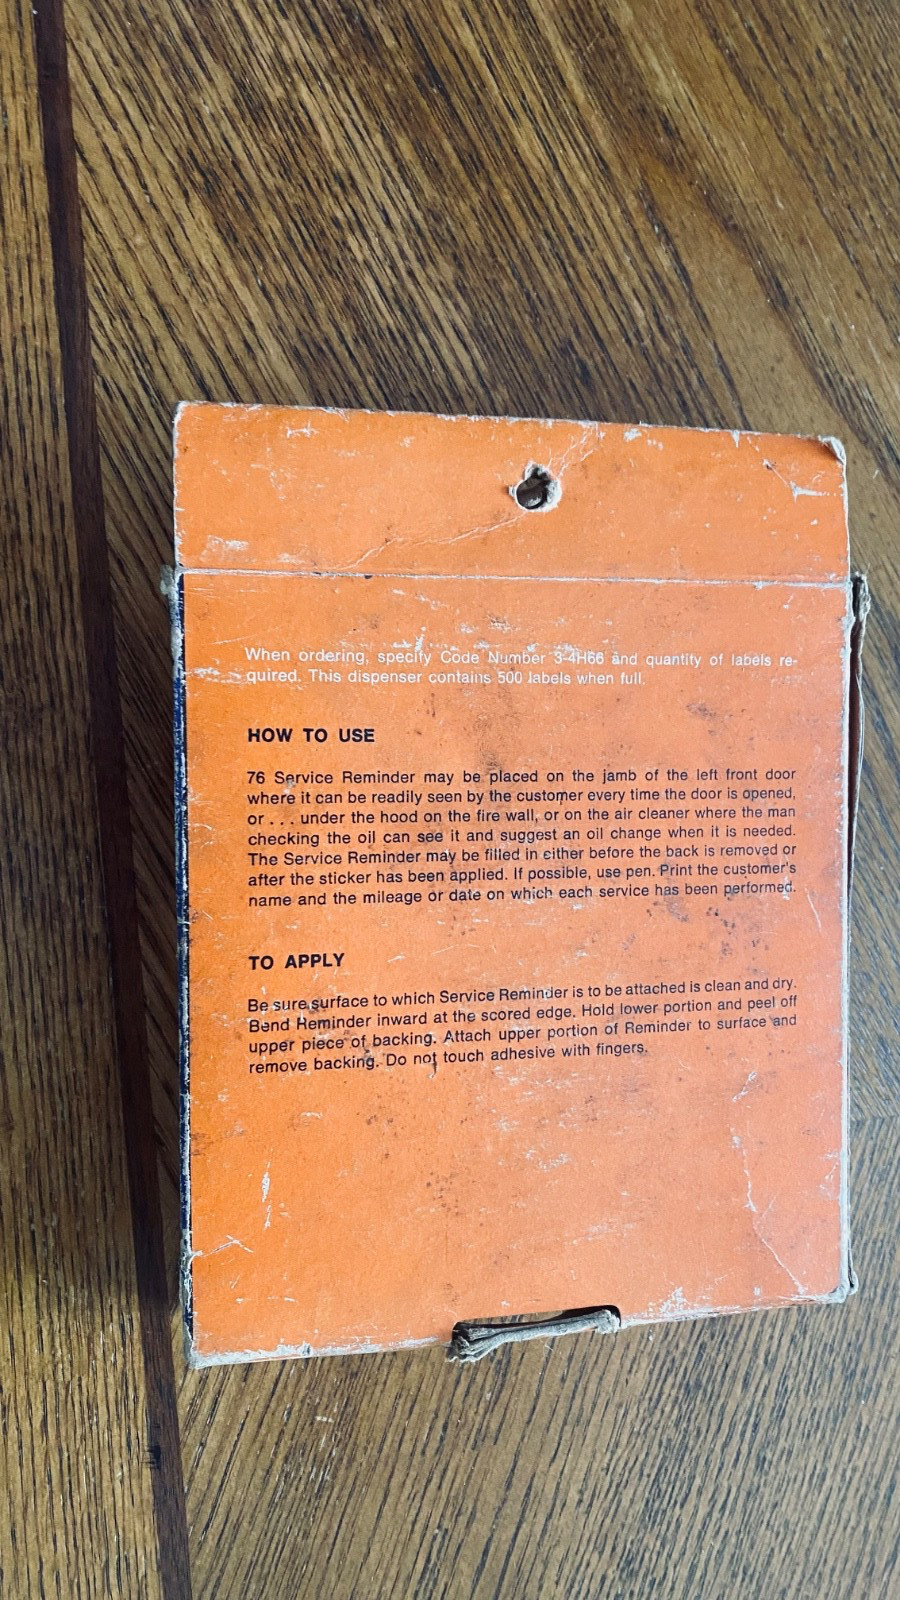 When ordering, specify Code Number 3-4H66 and quantity of labels re-
quired. This dispenser contains 500 labels when full.
HOW TO USE
76 Service Reminder may be placed on the jamb of the left front door
where it can be readily seen by the customer every time the door is opened,
or . . . under the hood on the fire wall, or on the air cleaner where the man
checking the oil can see it and suggest an oil change when it is needed.
The Service Reminder may be filled in either before the back is removed or
after the sticker has been applied. If possible, use pen. Print the customer's
name and the mileage or date on which each service has been performed.
TO APPLY
Be sure surface to which Service Reminder is to be attached is clean and dry.
Bend Reminder inward at the scored edge. Hold lower portion and peel off
upper piece of backing. Attach upper portion of Reminder to surface and
remove backing. Do not touch adhesive with fingers.